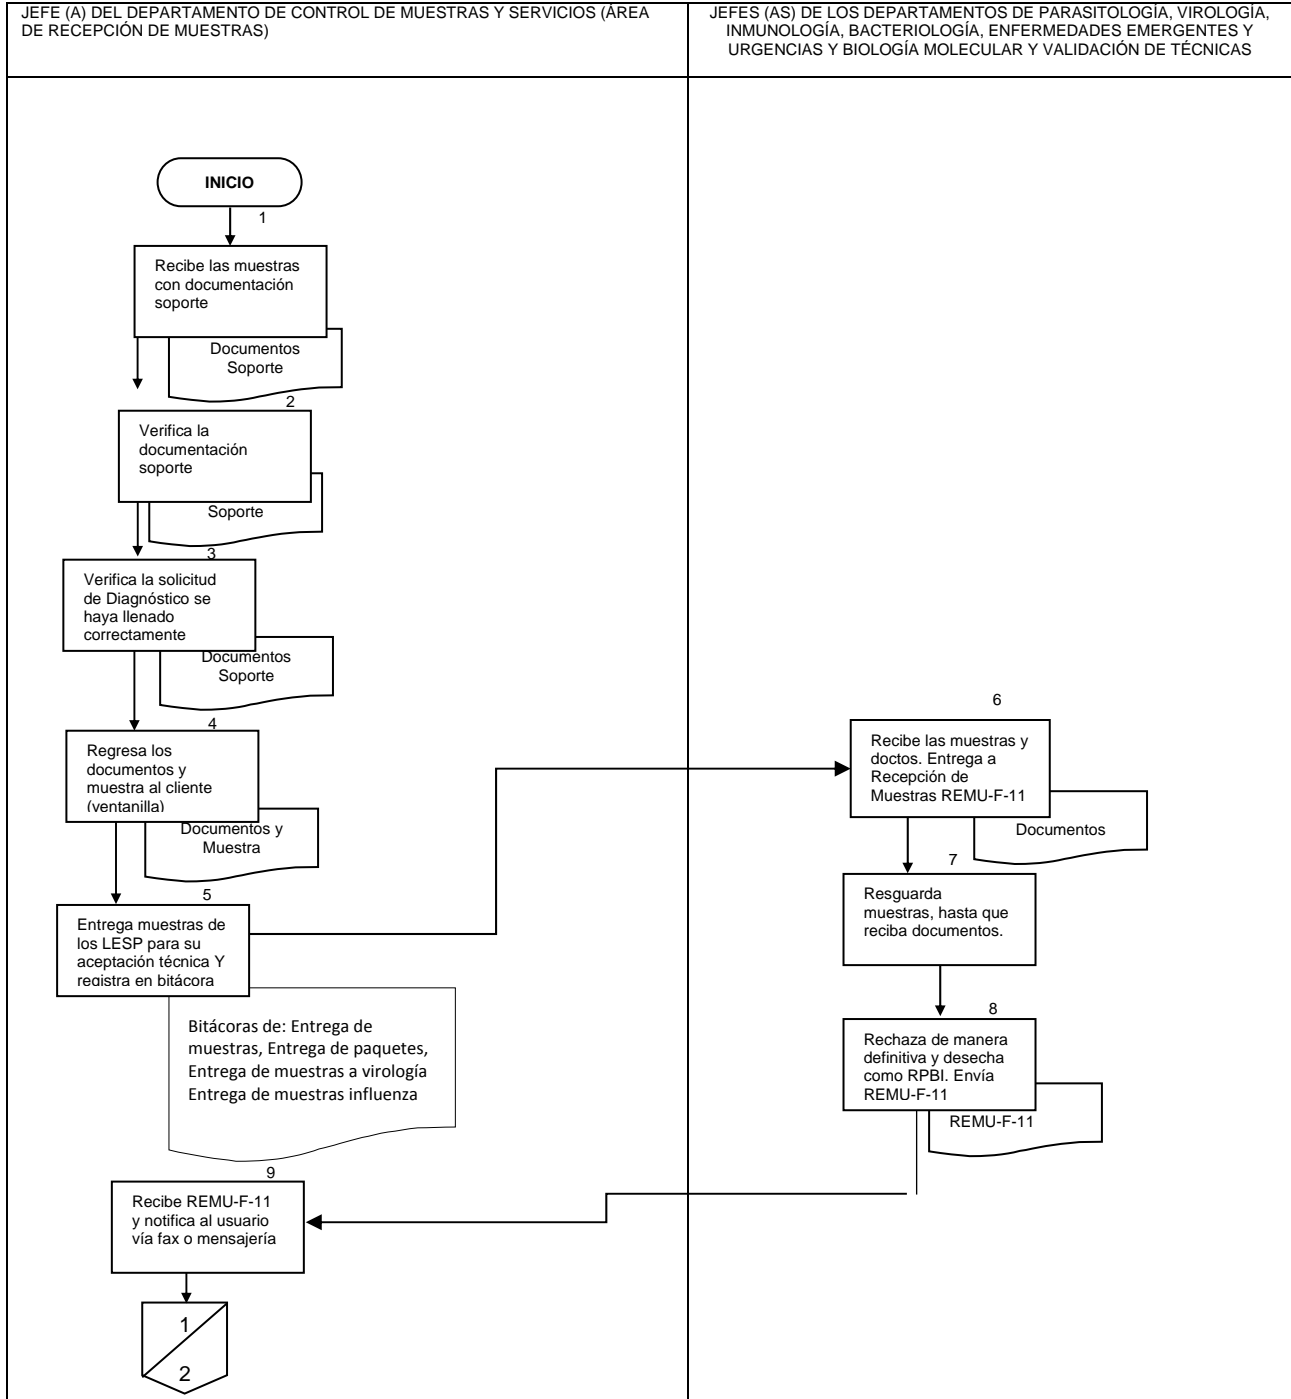 JEFE (A) DEL DEPARTAMENTO DE CONTROL DE MUESTRAS Y SERVICIOS (ÁREA
DE RECEPCIÓN DE MUESTRAS)
JEFES (AS) DE LOS DEPARTAMENTOS DE PARASITOLOGÍA, VIROLOGÍA,
INMUNOLOGÍA, BACTERIOLOGÍA, ENFERMEDADES EMERGENTES Y
URGENCIAS Y BIOLOGÍA MOLECULAR Y VALIDACIÓN DE TÉCNICAS
INICIO
1
Recibe las muestras
con documentación
soporte
Documentos
Soporte
2
Verifica la
documentación
soporte
Soporte
3
Verifica la solicitud
de Diagnóstico se
haya llenado
correctamente
Documentos
Soporte
4
Regresa los
documentos y
muestra al cliente
(ventanilla)
Documentos y
Muestra
5
Entrega muestras de
los LESP para su
aceptación técnica Y
registra en bitácora
Bitácoras de: Entrega de
muestras, Entrega de paquetes,
Entrega de muestras a virología
Entrega de muestras influenza
6
Recibe las muestras y
doctos. Entrega a
Recepción de
Muestras REMU-F-11
Documentos
7
Resguarda
muestras, hasta que
reciba documentos.
8
Rechaza de manera
definitiva y desecha
como RPBI. Envía
REMU-F-11
REMU-F-11
9
Recibe REMU-F-11
y notifica al usuario
vía fax o mensajería
1
2